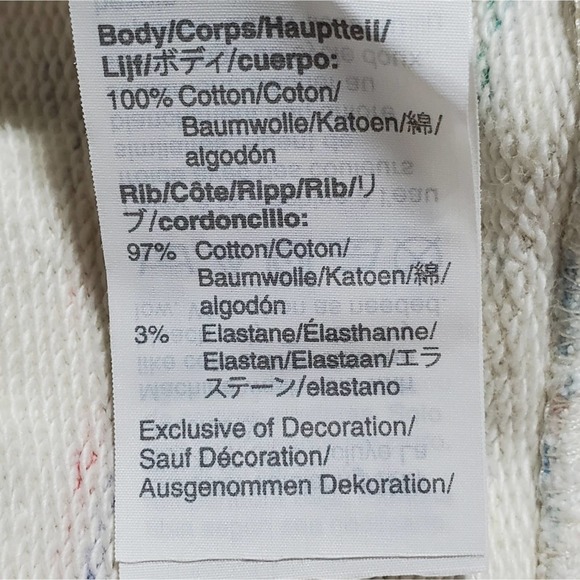 Body/Corps/Hauptteil/
Lijf/ボディ/cuerpo:
100% Cotton/Coton/
Baumwolle/Katoen/綿/
algodón
Rib/Côte/Ripp/Rib/リ
ブ/cordoncillo:
97% Cotton/Coton/
Baumwolle/Katoen/綿/
algodón
3% Elastane/Élasthanne/
Elastan/Elastaan/エラ
ステーン/elastano
Exclusive of Decoration/
Sauf Décoration/
Ausgenommen Dekoration/